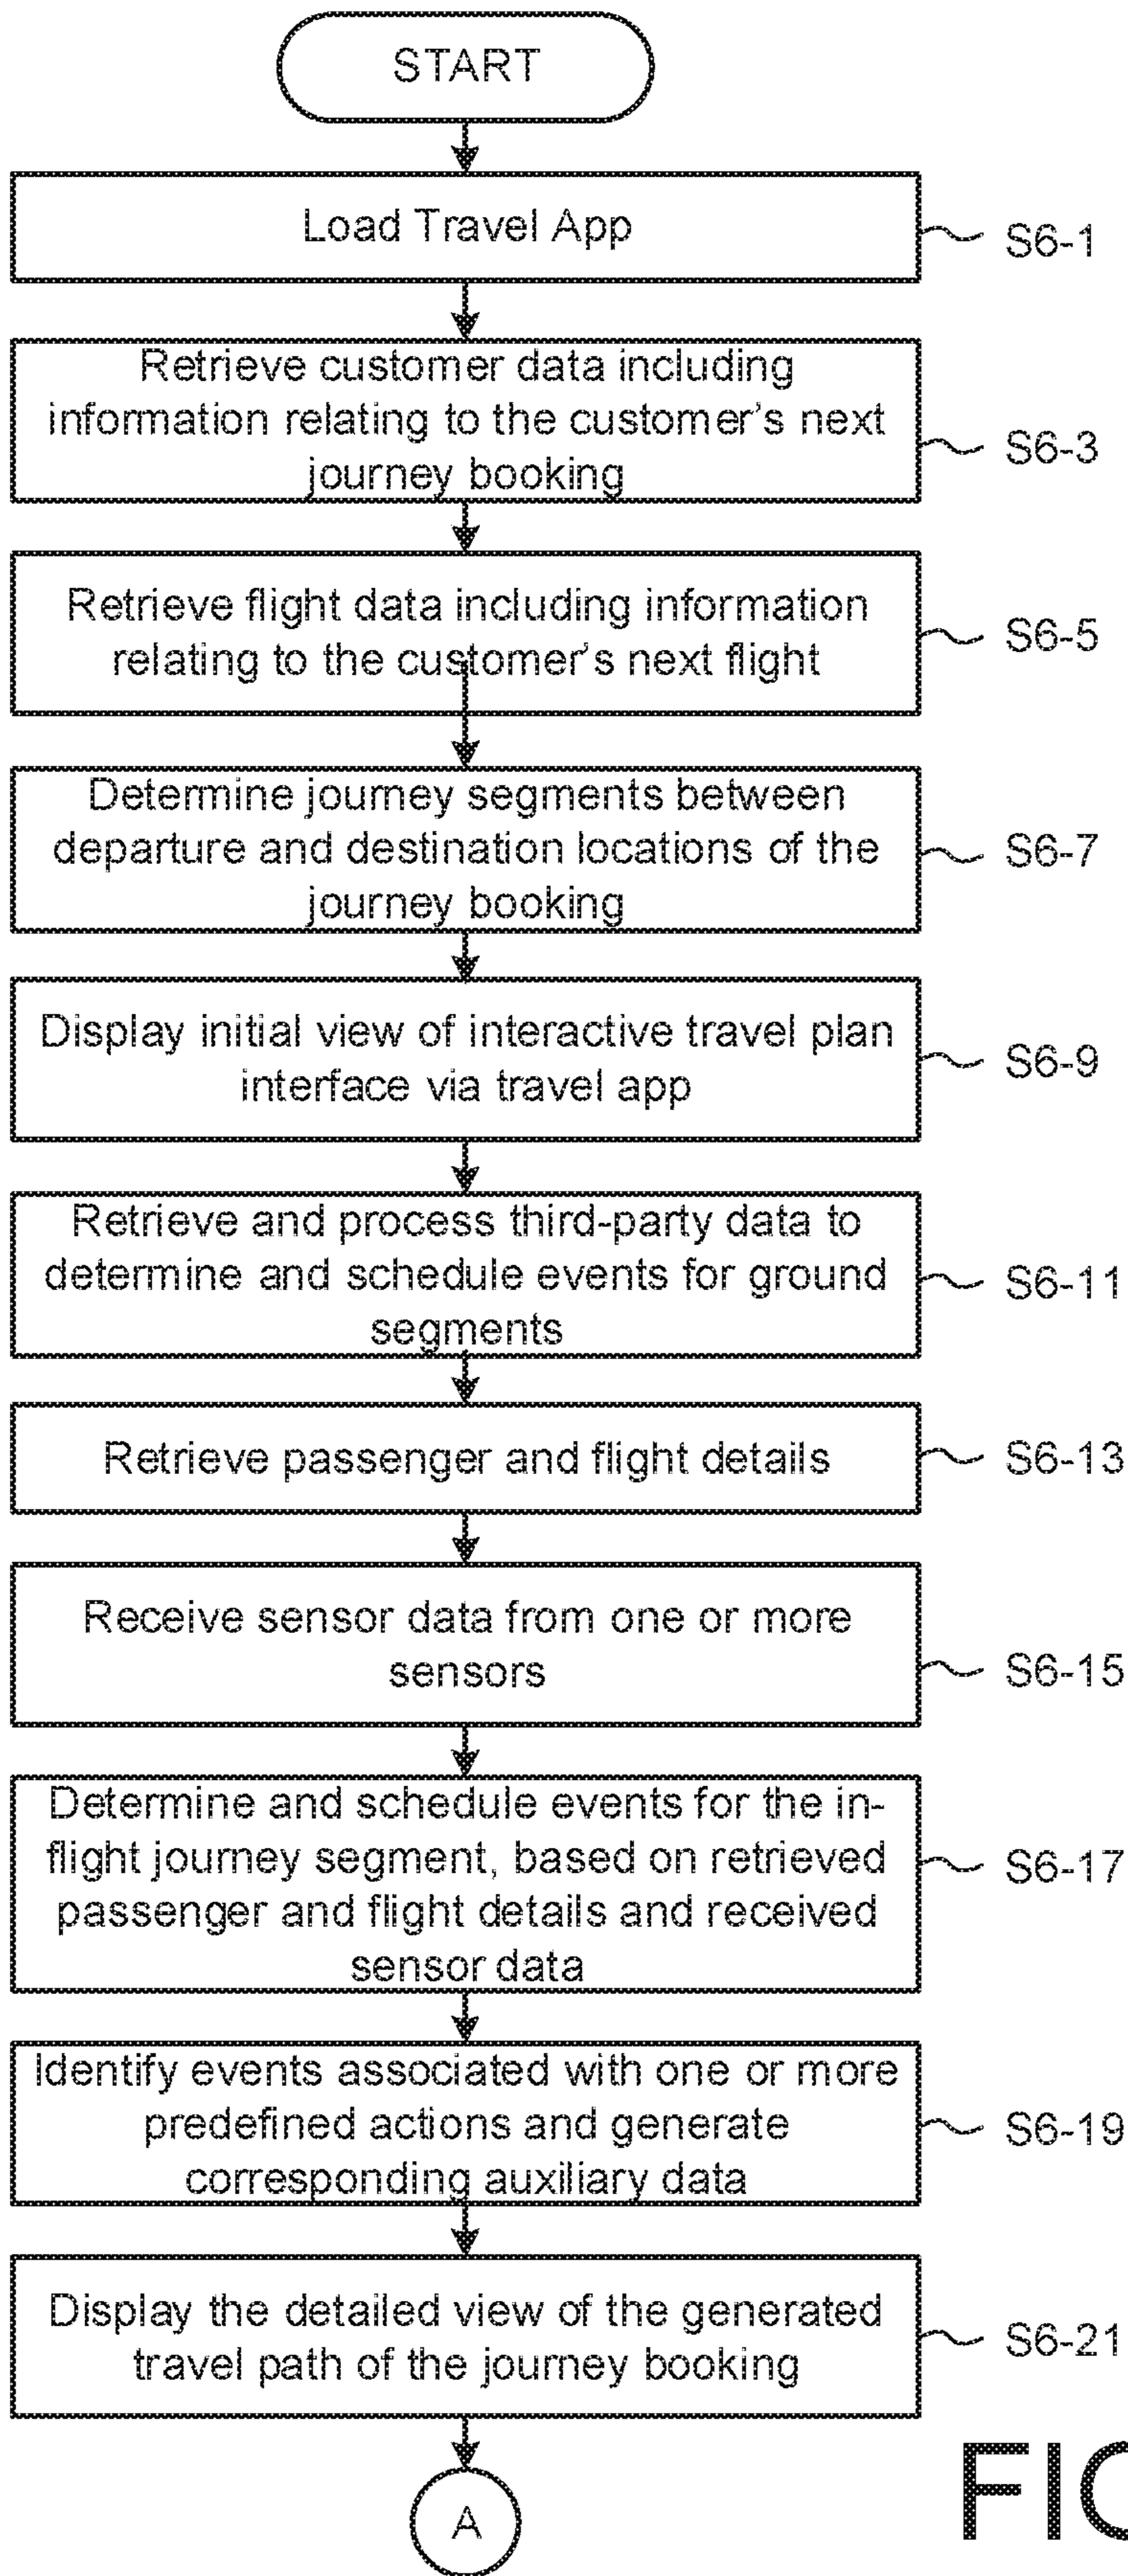 START
Load Travel App
S6-1
Retrieve customer data including
information relating to the customer's next
journey booking
S6-3
Retrieve flight data including information
relating to the customer's next flight
S6-5
Determine journey segments between
departure and destination locations of the
journey booking
S6-7
Display initial view of interactive travel plan
interface via travel app
S6-9
Retrieve and process third-party data to
determine and schedule events for ground
segments
S6-11
Retrieve passenger and flight details
S6-13
Receive sensor data from one or more
sensors
S6-15
Determine and schedule events for the in-
flight journey segment, based on retrieved
passenger and flight details and received
sensor data
S6-17
Identify events associated with one or more
predefined actions and generate
corresponding auxiliary data
S6-19
Display the detailed view of the generated
travel path of the journey booking
S6-21
A